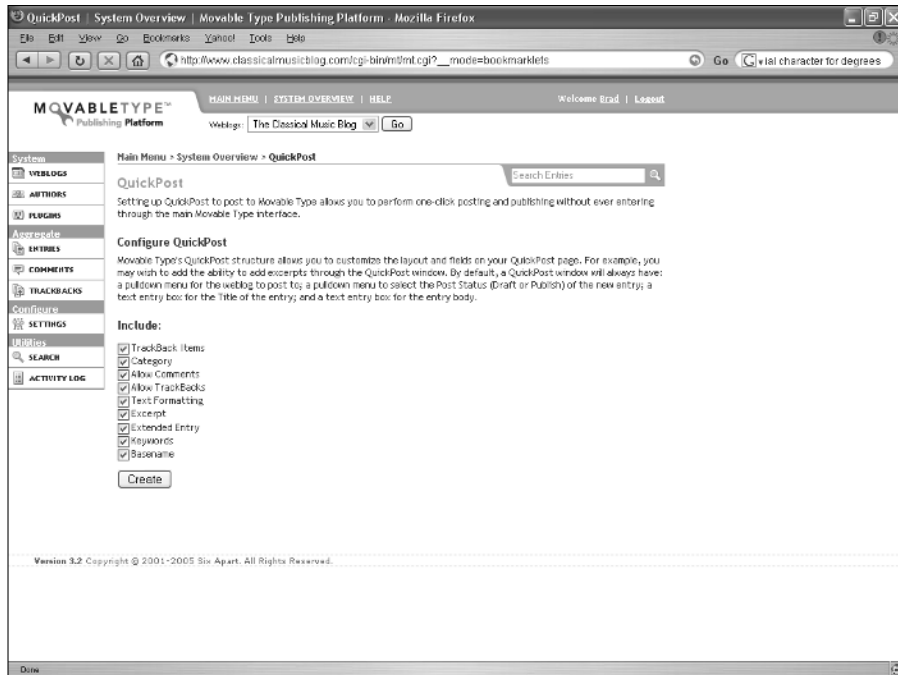 QuickPost | System Overview | Movable Type Publishing Platform - Mozilla Firefox
File Edit View Go Bookmarks Yahoo! Tools Help
http://www.classicalmusicblog.com/cgi-bin/mt/mt.cgi?__mode=bookmarklets Go vial character for degrees
MOVABLETYPE™
Publishing Platform
MAIN MENU | SYSTEM OVERVIEW | HELP Welcome Brad | Logout
Weblogs: The Classical Music Blog Go
System
WEBLOGS
AUTHORS
PLUGINS
Aggregate
ENTRIES
COMMENTS
TRACKBACKS
Configure
SETTINGS
Utilities
SEARCH
ACTIVITY LOG
Main Menu > System Overview > QuickPost
Search Entries
QuickPost
Setting up QuickPost to post to Movable Type allows you to perform one-click posting and publishing without ever entering
through the main Movable Type interface.
Configure QuickPost
Movable Type's QuickPost structure allows you to customize the layout and fields on your QuickPost page. For example, you
may wish to add the ability to add excerpts through the QuickPost window. By default, a QuickPost window will always have:
a pulldown menu for the weblog to post to; a pulldown menu to select the Post Status (Draft or Publish) of the new entry; a
text entry box for the Title of the entry; and a text entry box for the entry body.
Include:
TrackBack Items
Category
Allow Comments
Allow TrackBacks
Text Formatting
Excerpt
Extended Entry
Keywords
Basename
Create
Version 3.2 Copyright © 2001-2005 Six Apart. All Rights Reserved.
Done